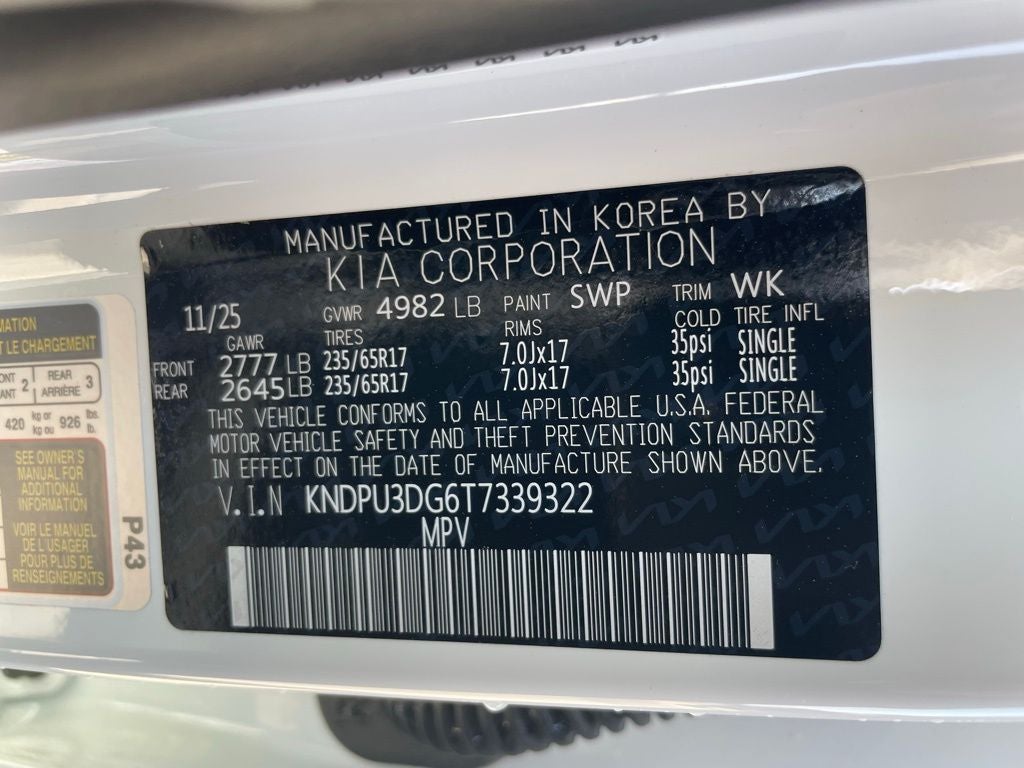 MANUFACTURED IN KOREA BY
KIA CORPORATION
11/25 GVWR 4982 LB PAINT SWP TRIM WK
GAWR TIRES RIMS COLD TIRE INFL
FRONT 2777 LB 235/65R17 7.0Jx17 35psi SINGLE
REAR 2645 LB 235/65R17 7.0Jx17 35psi SINGLE
THIS VEHICLE CONFORMS TO ALL APPLICABLE U.S.A. FEDERAL
MOTOR VEHICLE SAFETY AND THEFT PREVENTION STANDARDS
IN EFFECT ON THE DATE OF MANUFACTURE SHOWN ABOVE.
V.I.N KNDPU3DG6T7339322
MPV
MATION
T LE CHARGEMENT
ONT 2 REAR 3
ANT ARRIÈRE
420 kg or 926 lbs.
kg ou lb.
SEE OWNER'S
MANUAL FOR
ADDITIONAL
INFORMATION
VOIR LE MANUEL
DE L'USAGER
POUR PLUS DE
RENSEIGNEMENTS
P43